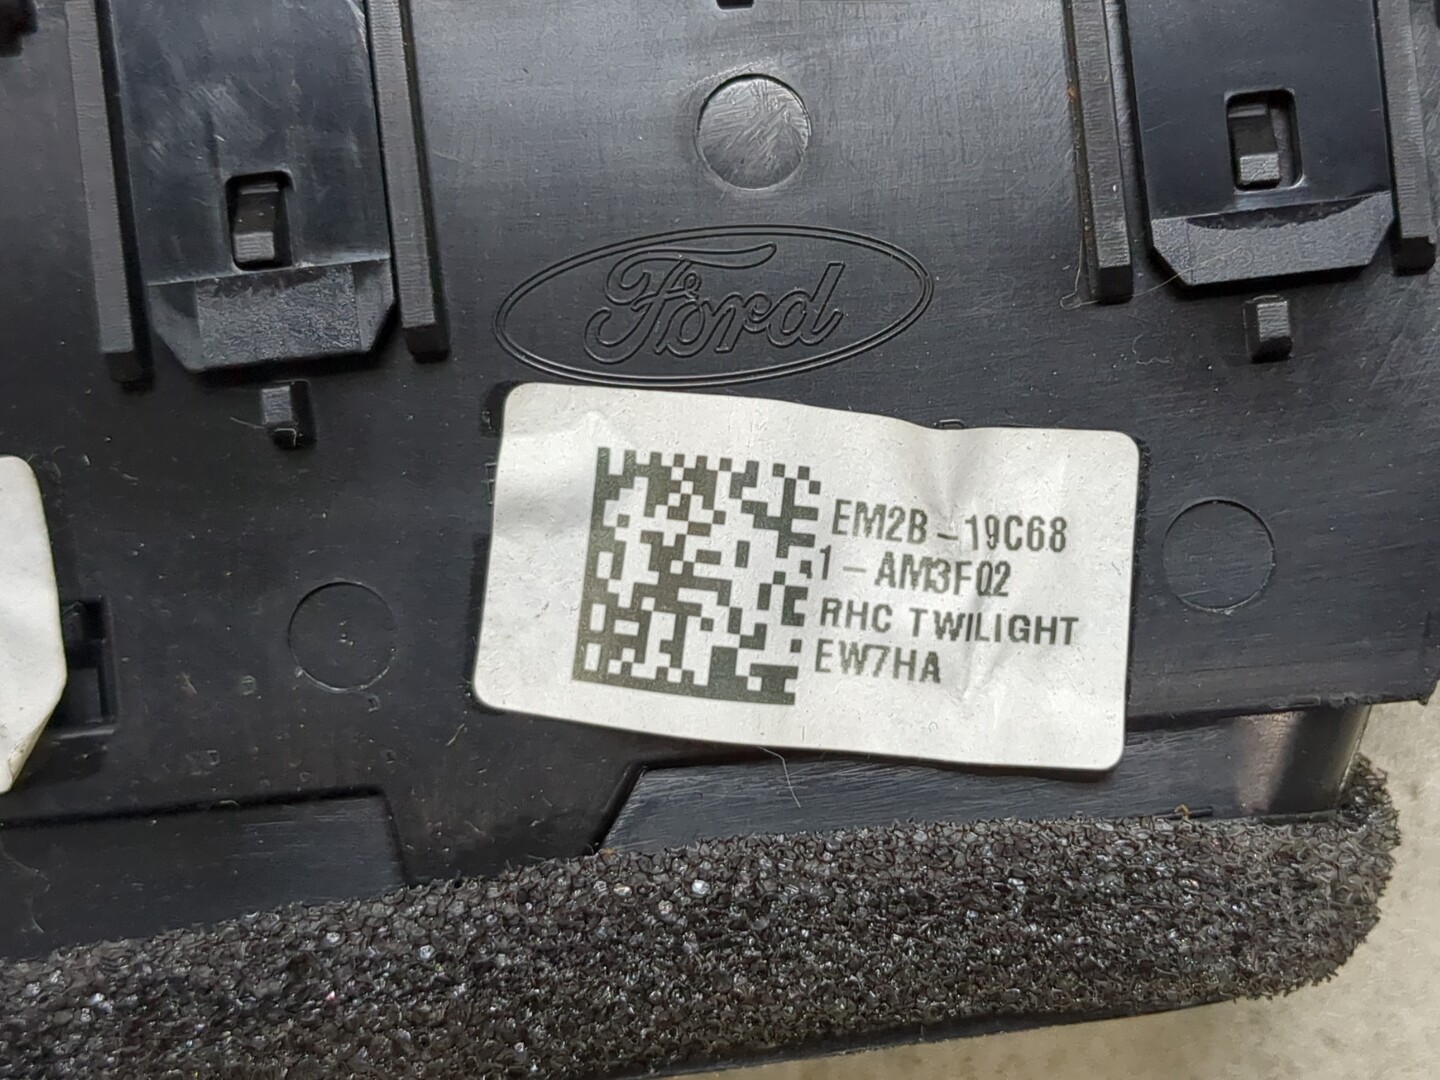 Ford
EM2B-19C68
1-AM3F02
RHC TWILIGHT
EW7HA